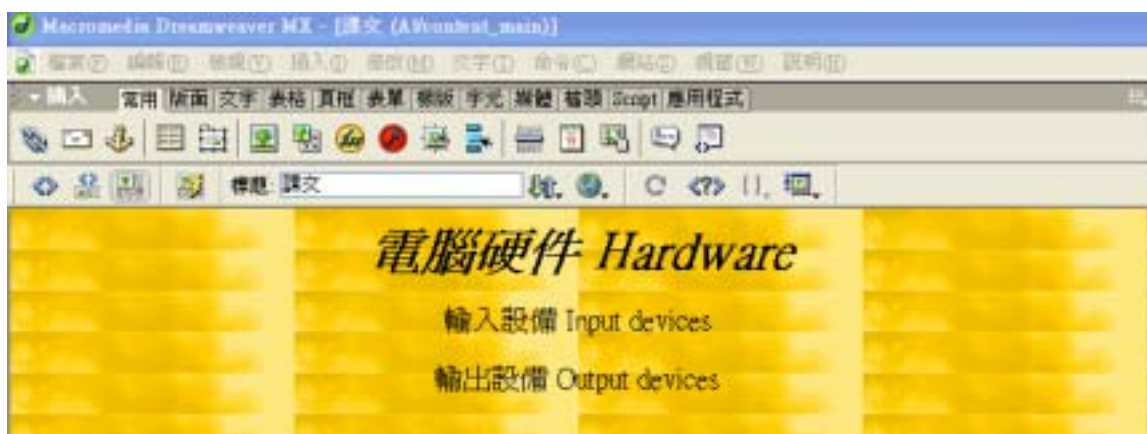 Macromedia Dreamweaver MX - [課文 (A9/content_main)]
檔案(F) 編輯(E) 檢視(V) 插入(I) 修改(M) 文字(T) 命令(C) 網站(S) 視窗(W) 說明(H)
插入 常用 版面 文字 表格 頁框 表單 模版 字元 媒體 檔頭 Script 應用程式
標題: 課文
電腦硬件 Hardware
輸入設備 Input devices
輸出設備 Output devices